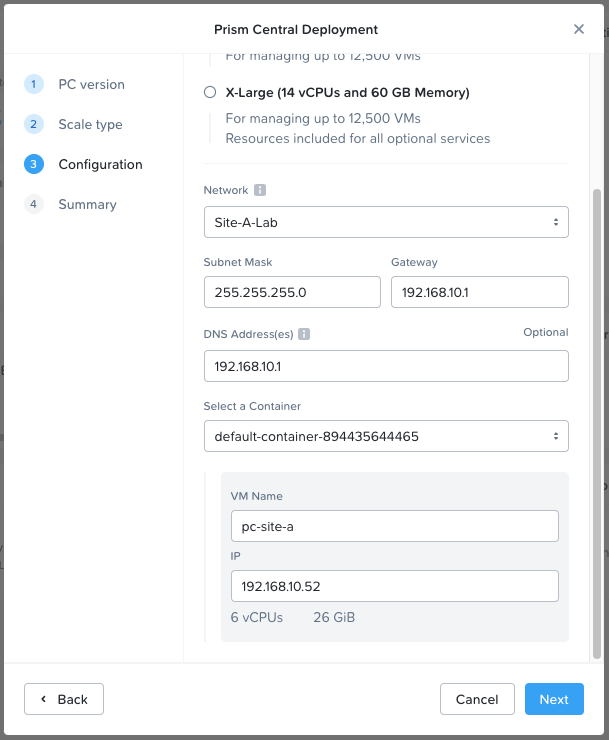 Prism Central Deployment
1 PC version
2 Scale type
3 Configuration
4 Summary
For managing up to 12,500 VMs
X-Large (14 vCPUs and 60 GB Memory)
For managing up to 12,500 VMs
Resources included for all optional services
Network
Site-A-Lab
Subnet Mask
Gateway
255.255.255.0
192.168.10.1
DNS Address(es)
Optional
192.168.10.1
Select a Container
default-container-894435644465
VM Name
pc-site-a
IP
192.168.10.52
6 vCPUs 26 GiB
Back
Cancel
Next